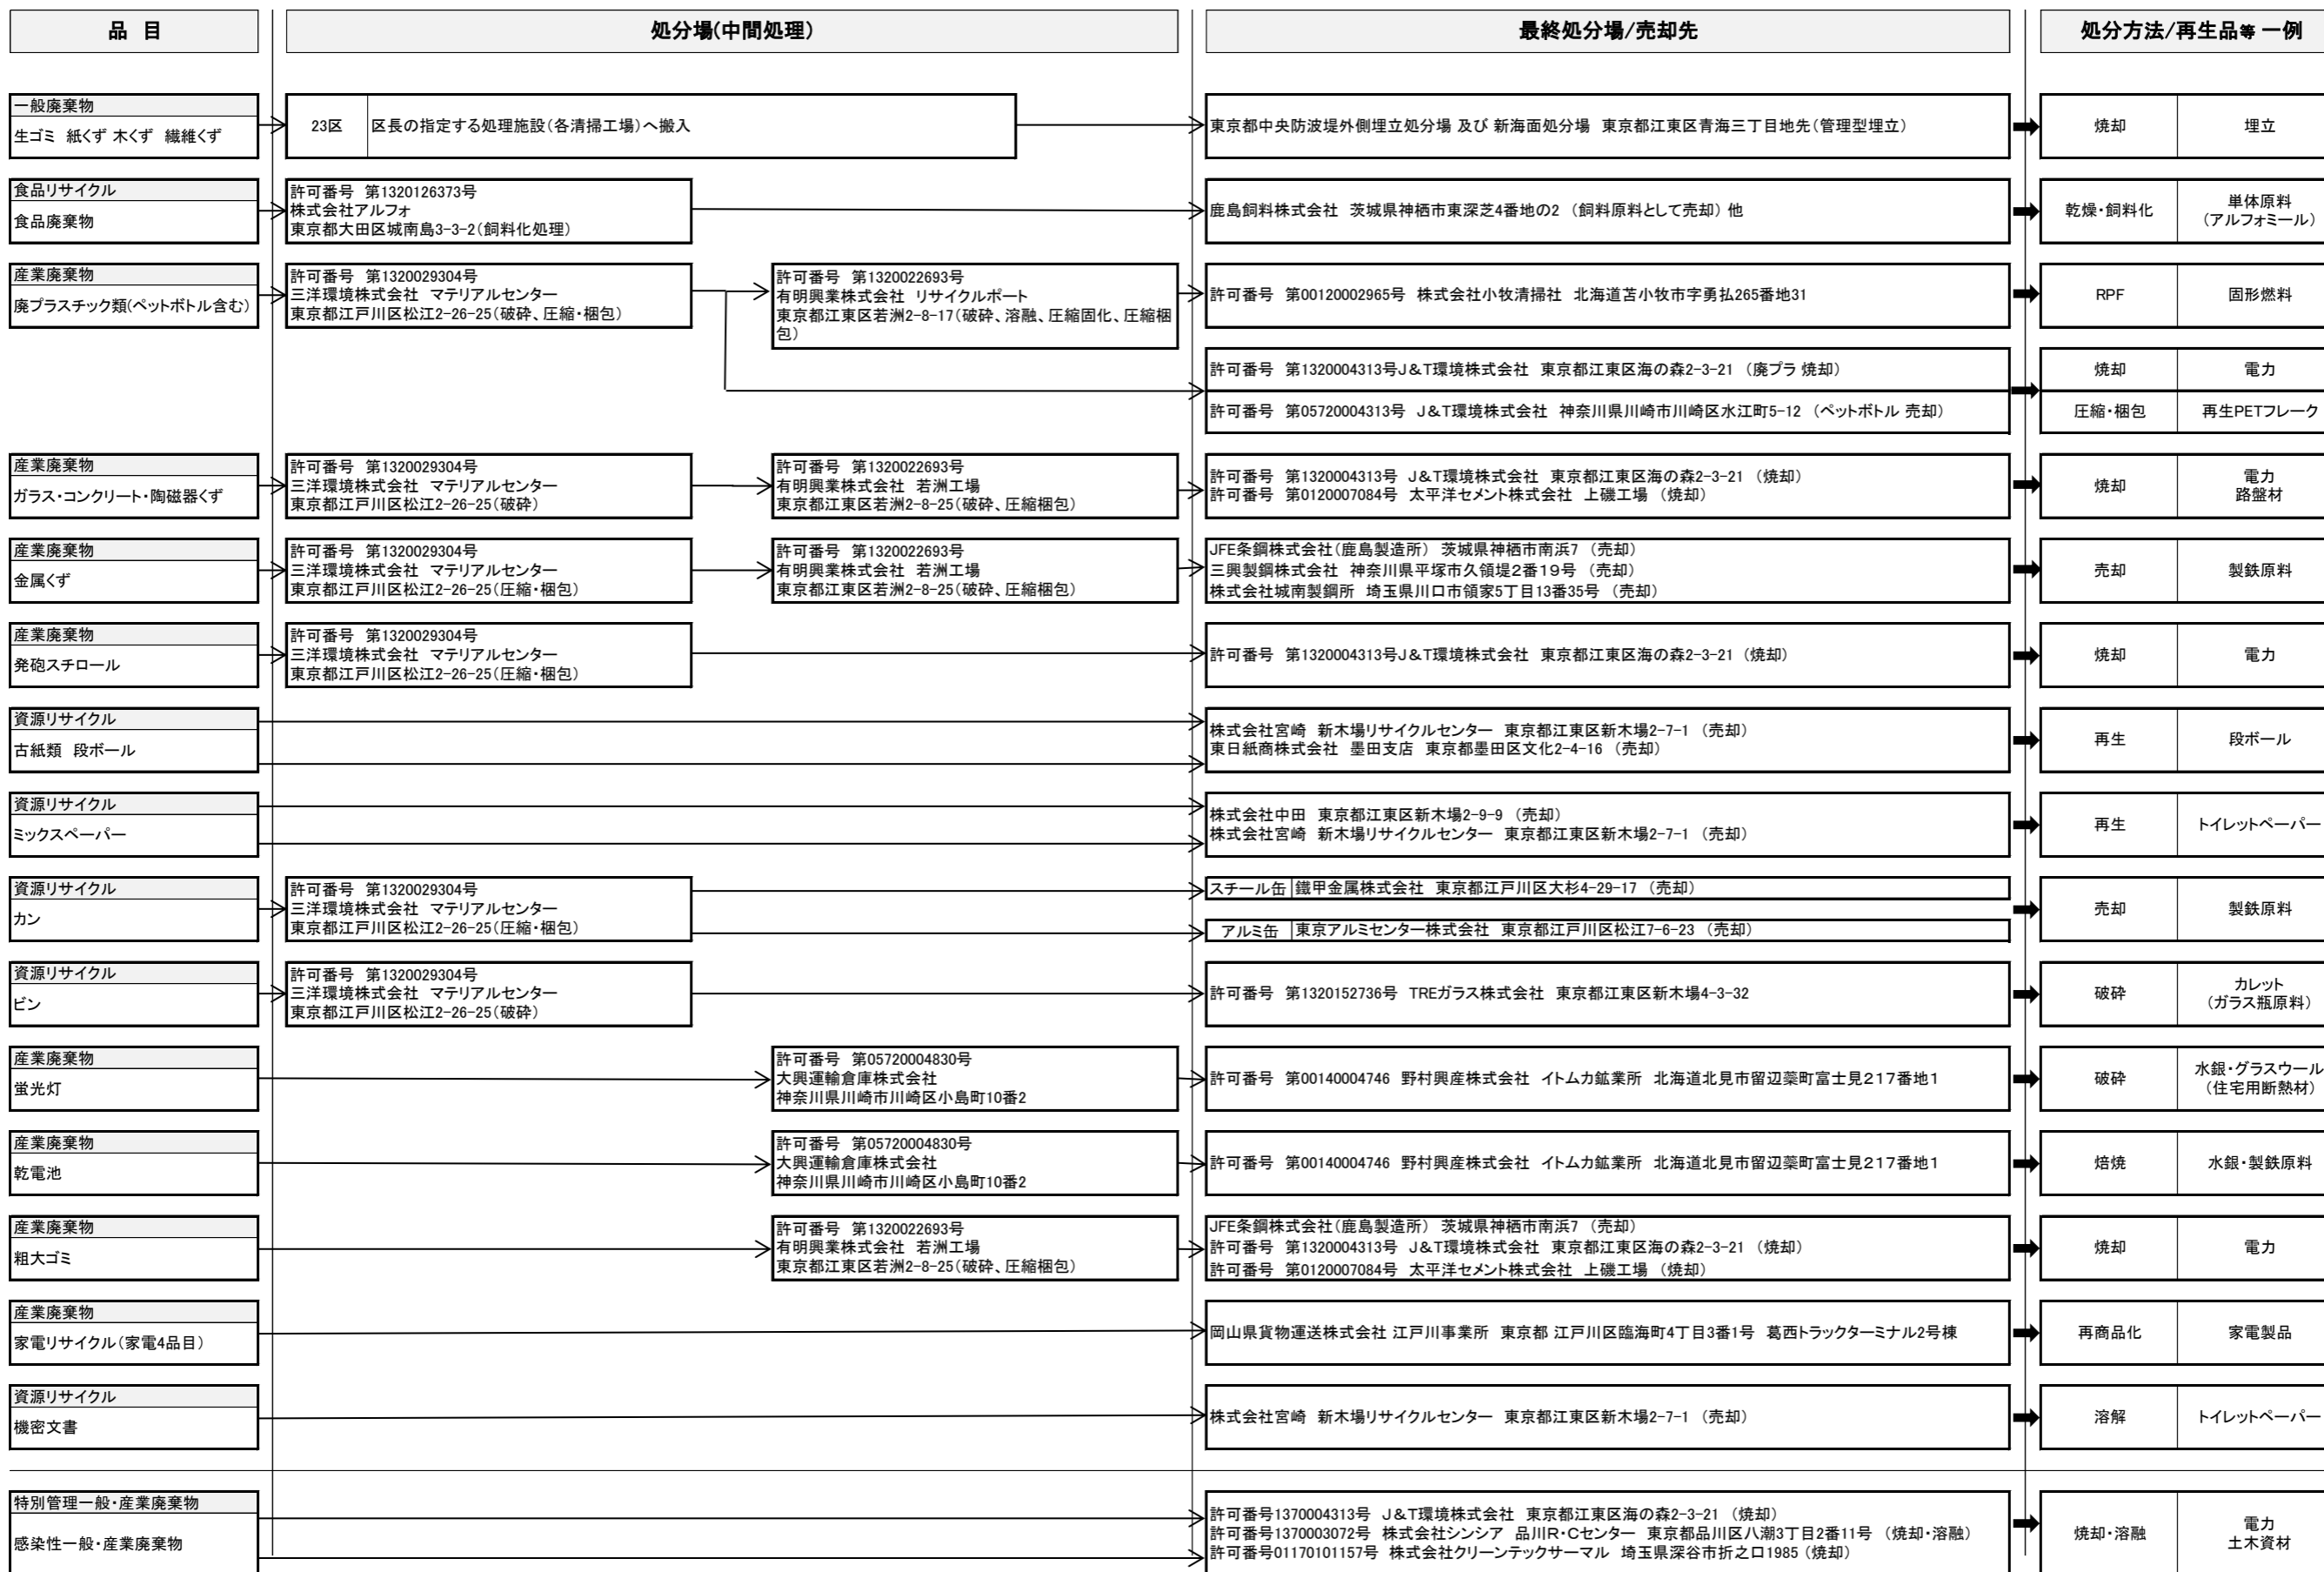 品 目
処分場(中間処理)
最終処分場/売却先
処分方法/再生品等 一例
一般廃棄物
生ゴミ 紙くず 木くず 繊維くず
23区
区長の指定する処理施設(各清掃工場)へ搬入
東京都中央防波堤外側埋立処分場 及び 新海面処分場 東京都江東区青海三丁目地先(管理型埋立)
焼却
埋立
食品リサイクル
食品廃棄物
許可番号 第1320126373号
株式会社アルフォ
東京都大田区城南島3-3-2(飼料化処理)
鹿島飼料株式会社 茨城県神栖市東深芝4番地の2 (飼料原料として売却) 他
乾燥・飼料化
単体原料
(アルフォミール)
産業廃棄物
廃プラスチック類(ペットボトル含む)
許可番号 第1320029304号
三洋環境株式会社 マテリアルセンター
東京都江戸川区松江2-26-25(破砕、圧縮・梱包)
許可番号 第1320022693号
有明興業株式会社 リサイクルポート
東京都江東区若洲2-8-17(破砕、溶融、圧縮固化、圧縮梱
包)
許可番号 第00120002965号 株式会社小牧清掃社 北海道苫小牧市字勇払265番地31
RPF
固形燃料
許可番号 第1320004313号J&T環境株式会社 東京都江東区海の森2-3-21 (廃プラ 焼却)
焼却
電力
許可番号 第05720004313号 J&T環境株式会社 神奈川県川崎市川崎区水江町5-12 (ペットボトル 売却)
圧縮・梱包
再生PETフレーク
産業廃棄物
ガラス・コンクリート・陶磁器くず
許可番号 第1320029304号
三洋環境株式会社 マテリアルセンター
東京都江戸川区松江2-26-25(破砕)
許可番号 第1320022693号
有明興業株式会社 若洲工場
東京都江東区若洲2-8-25(破砕、圧縮梱包)
許可番号 第1320004313号 J&T環境株式会社 東京都江東区海の森2-3-21 (焼却)
許可番号 第0120007084号 太平洋セメント株式会社 上磯工場 (焼却)
焼却
電力
路盤材
産業廃棄物
金属くず
許可番号 第1320029304号
三洋環境株式会社 マテリアルセンター
東京都江戸川区松江2-26-25(圧縮・梱包)
許可番号 第1320022693号
有明興業株式会社 若洲工場
東京都江東区若洲2-8-25(破砕、圧縮梱包)
JFE条鋼株式会社(鹿島製造所) 茨城県神栖市南浜7 (売却)
三興製鋼株式会社 神奈川県平塚市久領堤2番19号 (売却)
株式会社城南製鋼所 埼玉県川口市領家5丁目13番35号 (売却)
売却
製鉄原料
産業廃棄物
発砲スチロール
許可番号 第1320029304号
三洋環境株式会社 マテリアルセンター
東京都江戸川区松江2-26-25(圧縮・梱包)
許可番号 第1320004313号J&T環境株式会社 東京都江東区海の森2-3-21 (焼却)
焼却
電力
資源リサイクル
古紙類 段ボール
株式会社宮崎 新木場リサイクルセンター 東京都江東区新木場2-7-1 (売却)
東日紙商株式会社 墨田支店 東京都墨田区文化2-4-16 (売却)
再生
段ボール
資源リサイクル
ミックスペーパー
株式会社中田 東京都江東区新木場2-9-9 (売却)
株式会社宮崎 新木場リサイクルセンター 東京都江東区新木場2-7-1 (売却)
再生
トイレットペーパー
資源リサイクル
カン
許可番号 第1320029304号
三洋環境株式会社 マテリアルセンター
東京都江戸川区松江2-26-25(圧縮・梱包)
スチール缶 鐵甲金属株式会社 東京都江戸川区大杉4-29-17 (売却)
アルミ缶 東京アルミセンター株式会社 東京都江戸川区松江7-6-23 (売却)
売却
製鉄原料
資源リサイクル
ビン
許可番号 第1320029304号
三洋環境株式会社 マテリアルセンター
東京都江戸川区松江2-26-25(破砕)
許可番号 第1320152736号 TREガラス株式会社 東京都江東区新木場4-3-32
破砕
カレット
(ガラス瓶原料)
産業廃棄物
蛍光灯
許可番号 第05720004830号
大興運輸倉庫株式会社
神奈川県川崎市川崎区小島町10番2
許可番号 第00140004746 野村興産株式会社 イトムカ鉱業所 北海道北見市留辺蘂町富士見217番地1
破砕
水銀・グラスウール
(住宅用断熱材)
産業廃棄物
乾電池
許可番号 第05720004830号
大興運輸倉庫株式会社
神奈川県川崎市川崎区小島町10番2
許可番号 第00140004746 野村興産株式会社 イトムカ鉱業所 北海道北見市留辺蘂町富士見217番地1
焙焼
水銀・製鉄原料
産業廃棄物
粗大ゴミ
許可番号 第1320022693号
有明興業株式会社 若洲工場
東京都江東区若洲2-8-25(破砕、圧縮梱包)
JFE条鋼株式会社(鹿島製造所) 茨城県神栖市南浜7 (売却)
許可番号 第1320004313号 J&T環境株式会社 東京都江東区海の森2-3-21 (焼却)
許可番号 第0120007084号 太平洋セメント株式会社 上磯工場 (焼却)
焼却
電力
産業廃棄物
家電リサイクル(家電4品目)
岡山県貨物運送株式会社 江戸川事業所 東京都 江戸川区臨海町4丁目3番1号 葛西トラックターミナル2号棟
再商品化
家電製品
資源リサイクル
機密文書
株式会社宮崎 新木場リサイクルセンター 東京都江東区新木場2-7-1 (売却)
溶解
トイレットペーパー
特別管理一般・産業廃棄物
感染性一般・産業廃棄物
許可番号1370004313号 J&T環境株式会社 東京都江東区海の森2-3-21 (焼却)
許可番号1370003072号 株式会社シンシア 品川R・Cセンター 東京都品川区八潮3丁目2番11号 (焼却・溶融)
許可番号01170101157号 株式会社クリーンテックサーマル 埼玉県深谷市折之口1985 (焼却)
焼却・溶融
電力
土木資材